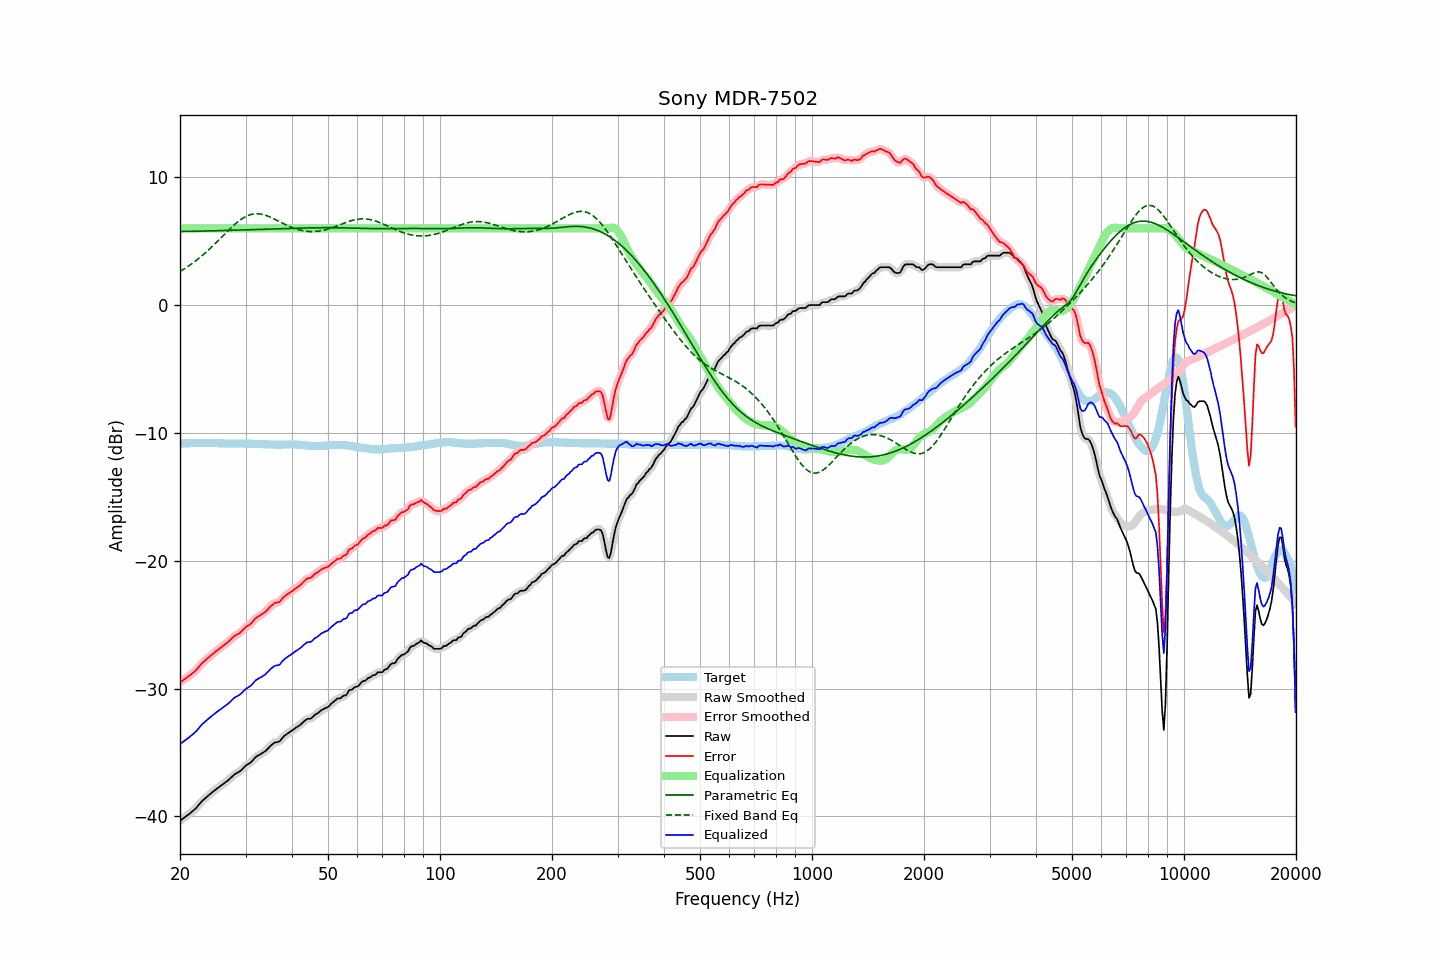 Sony MDR-7502
Amplitude (dBr)
10
0
−10
−20
−30
−40
Target
Raw Smoothed
Error Smoothed
Raw
Error
Equalization
Parametric Eq
Fixed Band Eq
Equalized
20
50
100
200
500
1000
2000
5000
10000
20000
Frequency (Hz)